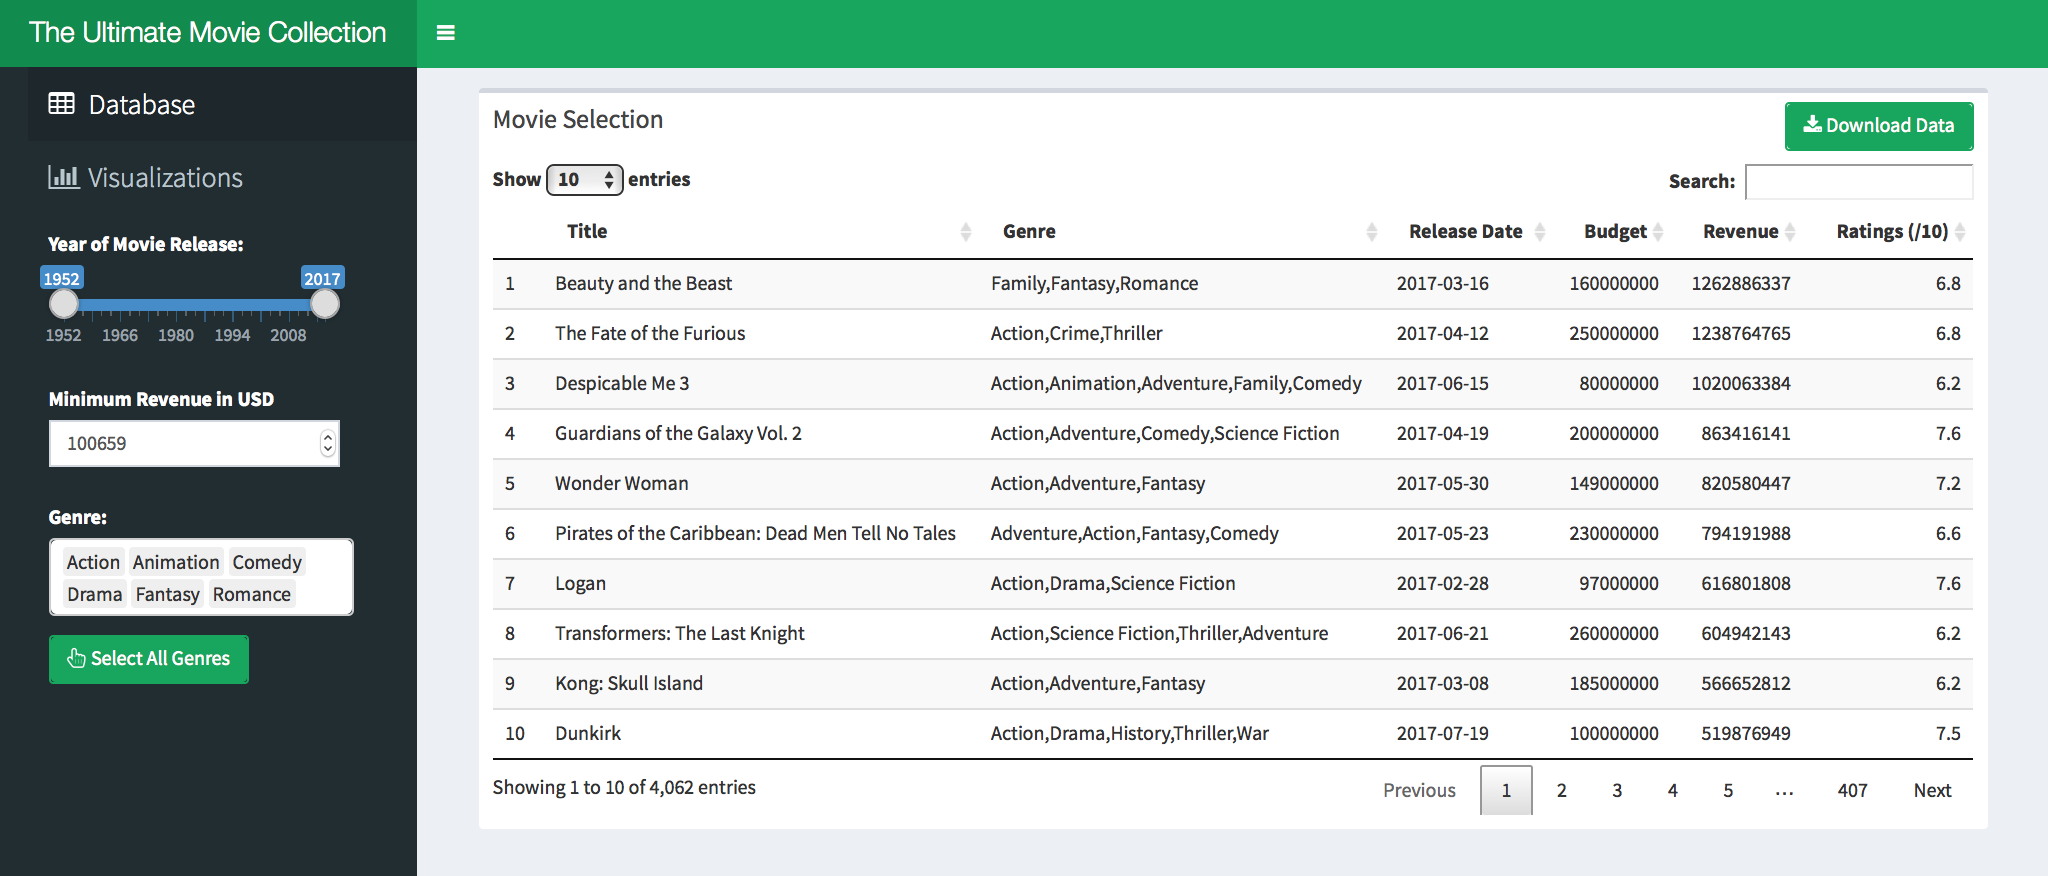 The Ultimate Movie Collection
Database
Visualizations
Year of Movie Release:
1952 2017
1952 1966 1980 1994 2008
Minimum Revenue in USD
100659
Genre:
Action Animation Comedy
Drama Fantasy Romance
Select All Genres
Movie Selection
Download Data
Show 10 entries
Search:
Title Genre Release Date Budget Revenue Ratings (/10)
1 Beauty and the Beast Family,Fantasy,Romance 2017-03-16 160000000 1262886337 6.8
2 The Fate of the Furious Action,Crime,Thriller 2017-04-12 250000000 1238764765 6.8
3 Despicable Me 3 Action,Animation,Adventure,Family,Comedy 2017-06-15 80000000 1020063384 6.2
4 Guardians of the Galaxy Vol. 2 Action,Adventure,Comedy,Science Fiction 2017-04-19 200000000 863416141 7.6
5 Wonder Woman Action,Adventure,Fantasy 2017-05-30 149000000 820580447 7.2
6 Pirates of the Caribbean: Dead Men Tell No Tales Adventure,Action,Fantasy,Comedy 2017-05-23 230000000 794191988 6.6
7 Logan Action,Drama,Science Fiction 2017-02-28 97000000 616801808 7.6
8 Transformers: The Last Knight Action,Science Fiction,Thriller,Adventure 2017-06-21 260000000 604942143 6.2
9 Kong: Skull Island Action,Adventure,Fantasy 2017-03-08 185000000 566652812 6.2
10 Dunkirk Action,Drama,History,Thriller,War 2017-07-19 100000000 519876949 7.5
Showing 1 to 10 of 4,062 entries
Previous 1 2 3 4 5 ... 407 Next